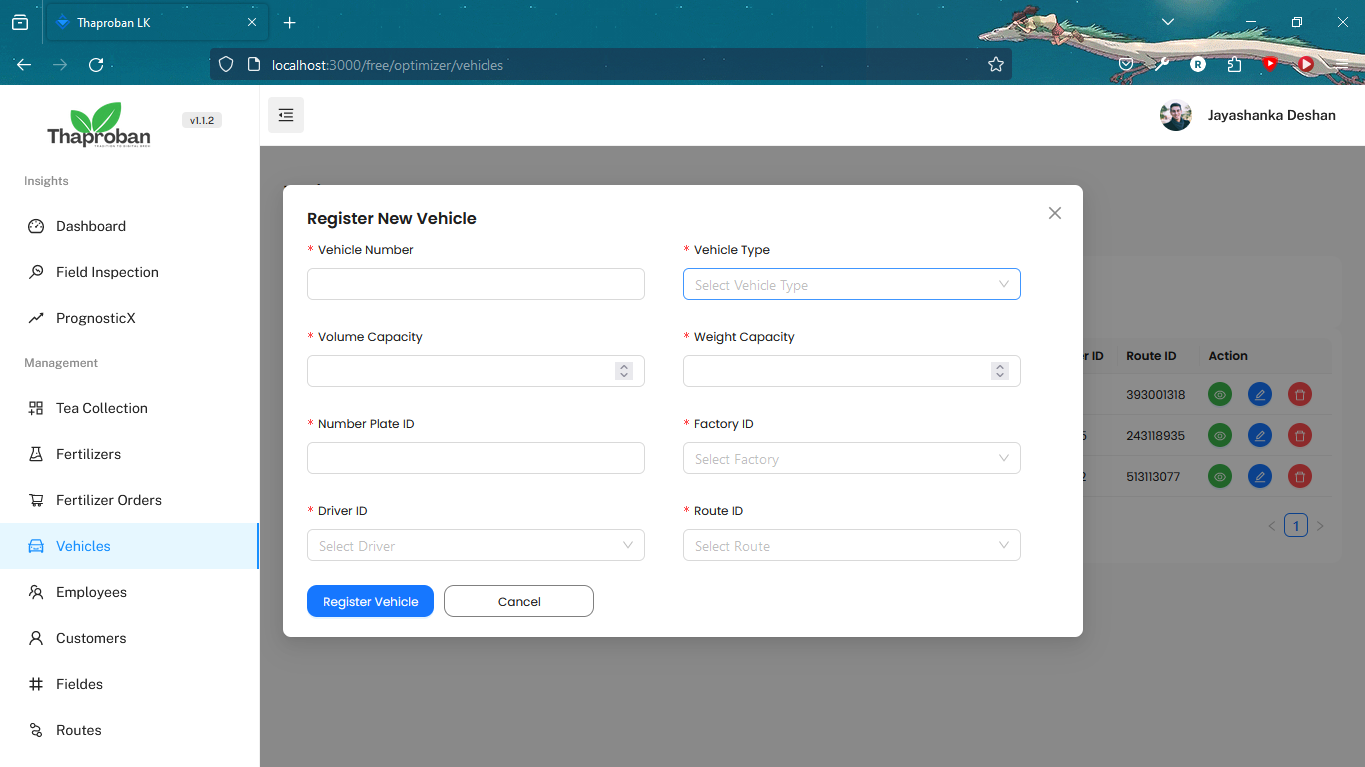 Thaproban LK
localhost:3000/free/optimizer/vehicles
Thaproban
v1.1.2
Jayashanka Deshan
Insights
Dashboard
Field Inspection
PrognosticX
Management
Tea Collection
Fertilizers
Fertilizer Orders
Vehicles
Employees
Customers
Fieldes
Routes
Register New Vehicle
* Vehicle Number
* Vehicle Type
Select Vehicle Type
* Volume Capacity
* Weight Capacity
* Number Plate ID
* Factory ID
Select Factory
* Driver ID
* Route ID
Select Driver
Select Route
Register Vehicle
Cancel
ID Route ID Action
393001318
243118935
513113077
1